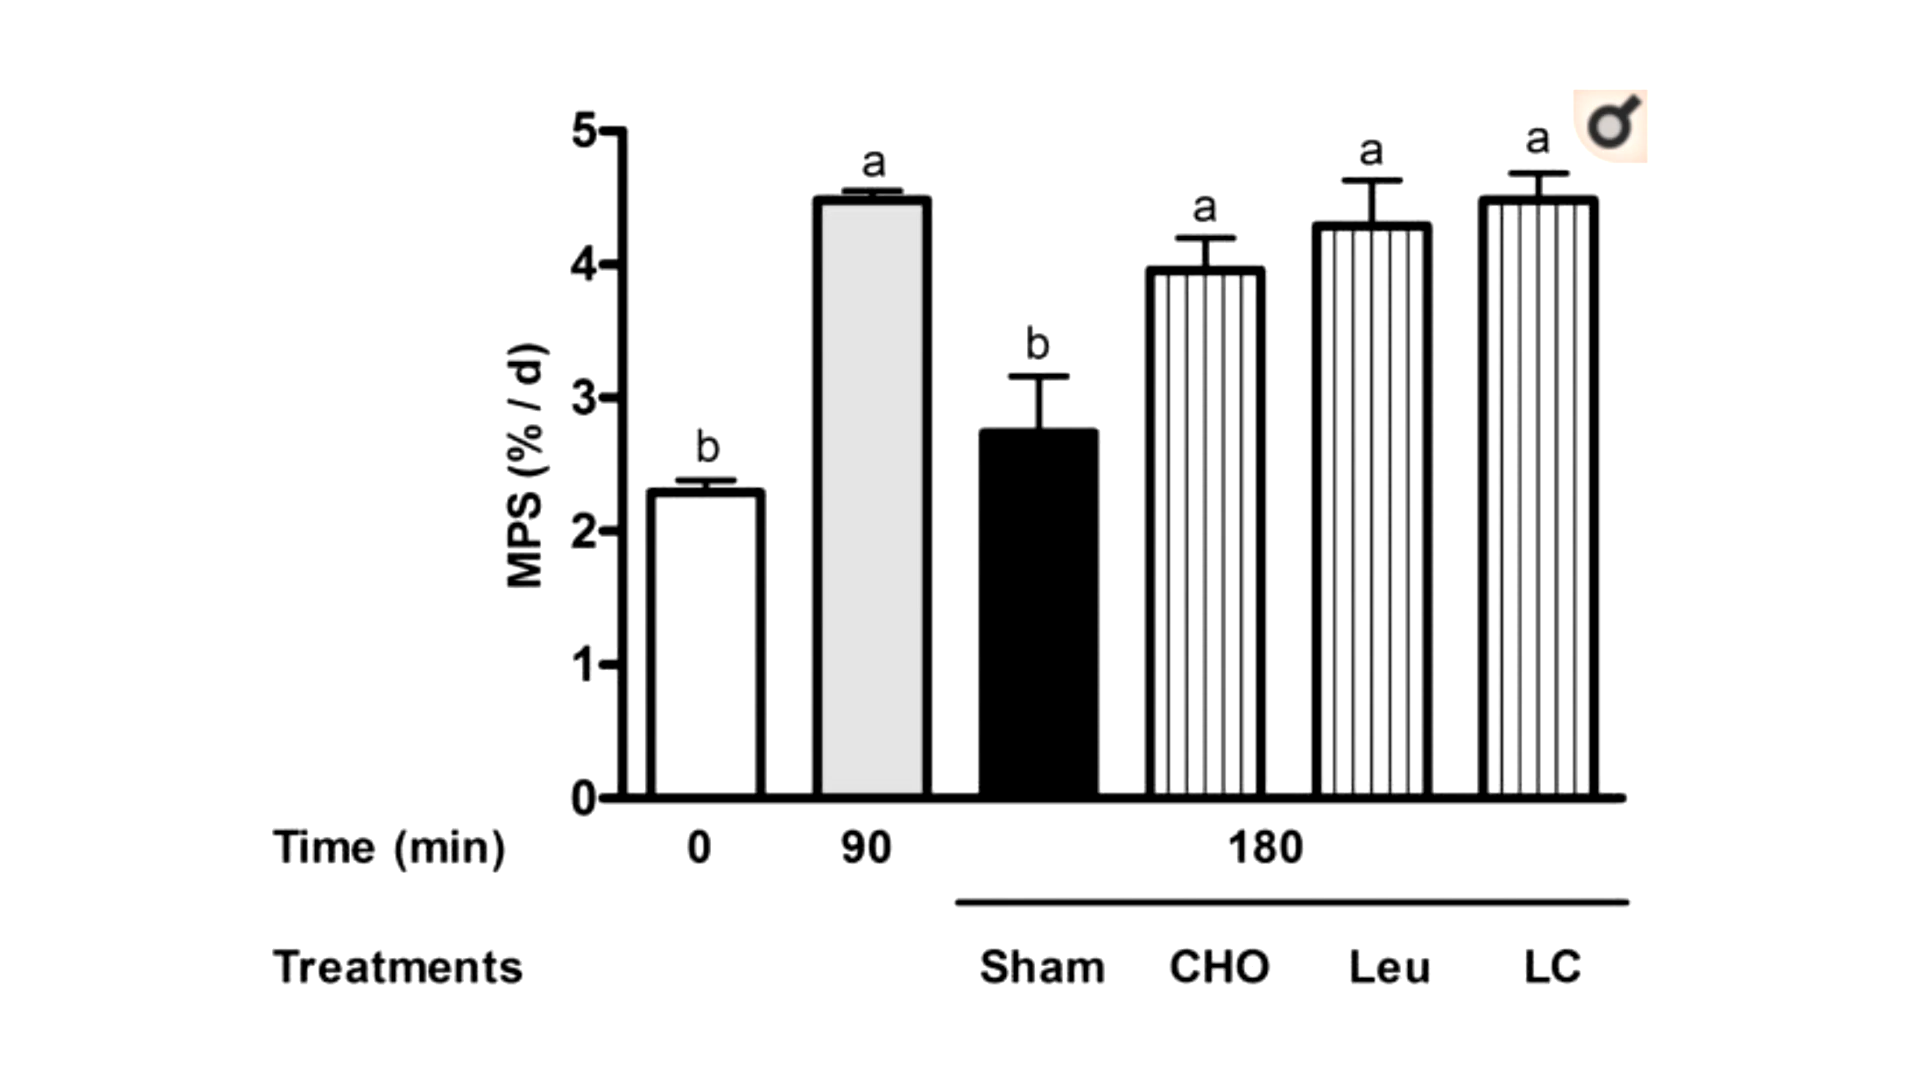 5
4
3
2
1
0
MPS (% / d)
b
a
b
a
a
a
Time (min) 0 90 180
Treatments Sham CHO Leu LC